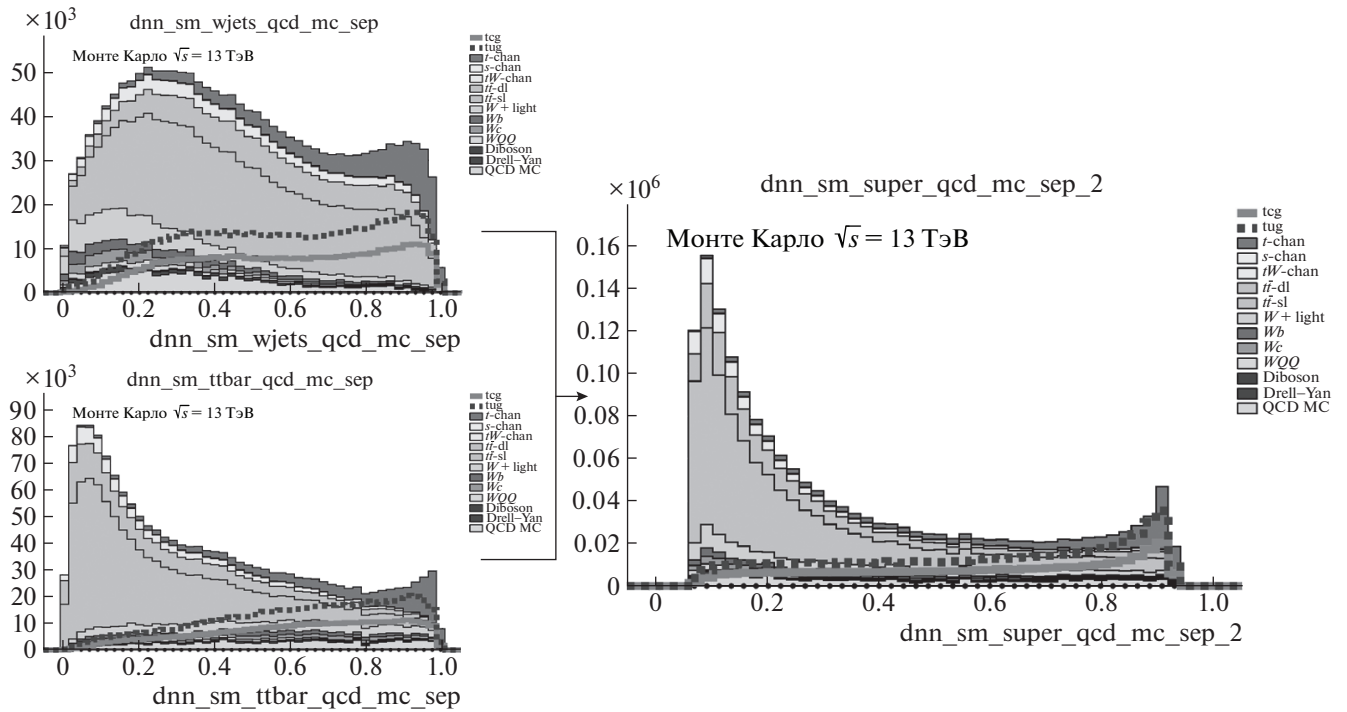 ×10³
dnn_sm_wjets_qcd_mc_sep
Монте Карло √s = 13 ТэВ
50
40
30
20
10
0
0 0.2 0.4 0.6 0.8 1.0
dnn_sm_wjets_qcd_mc_sep
tcg
tug
t-chan
s-chan
tW-chan
tt̄-dl
tt̄-sl
W + light
Wb
Wc
WQQ
Diboson
Drell–Yan
QCD MC
×10³
dnn_sm_ttbar_qcd_mc_sep
Монте Карло √s = 13 ТэВ
90
80
70
60
50
40
30
20
10
0
0 0.2 0.4 0.6 0.8 1.0
dnn_sm_ttbar_qcd_mc_sep
tcg
tug
t-chan
s-chan
tW-chan
tt̄-dl
tt̄-sl
W + light
Wb
Wc
WQQ
Diboson
Drell–Yan
QCD MC
×10⁶
dnn_sm_super_qcd_mc_sep_2
Монте Карло √s = 13 ТэВ
0.16
0.14
0.12
0.10
0.08
0.06
0.04
0.02
0
0 0.2 0.4 0.6 0.8 1.0
dnn_sm_super_qcd_mc_sep_2
tcg
tug
t-chan
s-chan
tW-chan
tt̄-dl
tt̄-sl
W + light
Wb
Wc
WQQ
Diboson
Drell–Yan
QCD MC